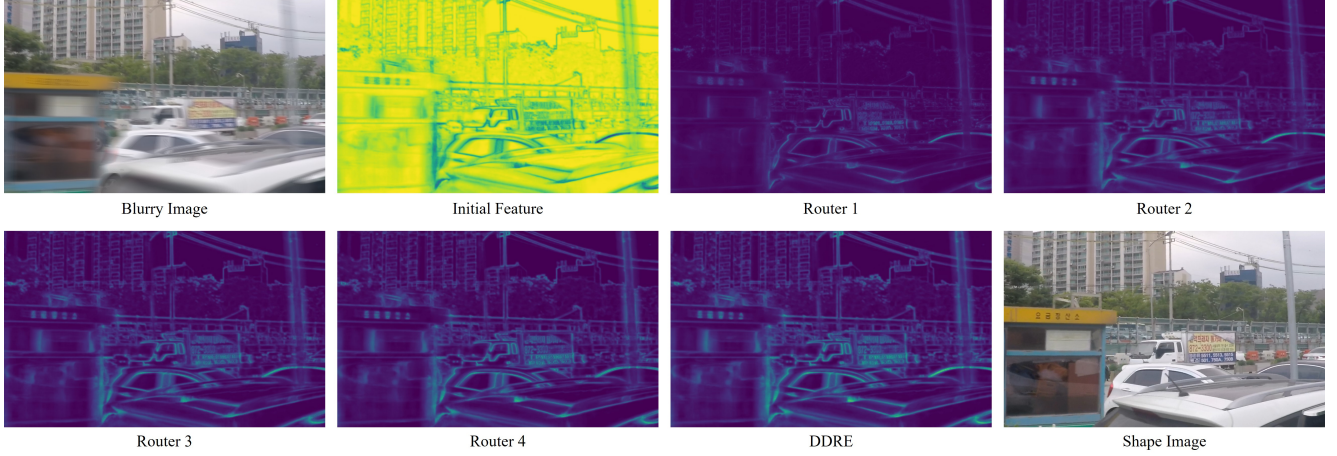 Blurry Image
Initial Feature
Router 1
Router 2
Router 3
Router 4
DDRE
Shape Image